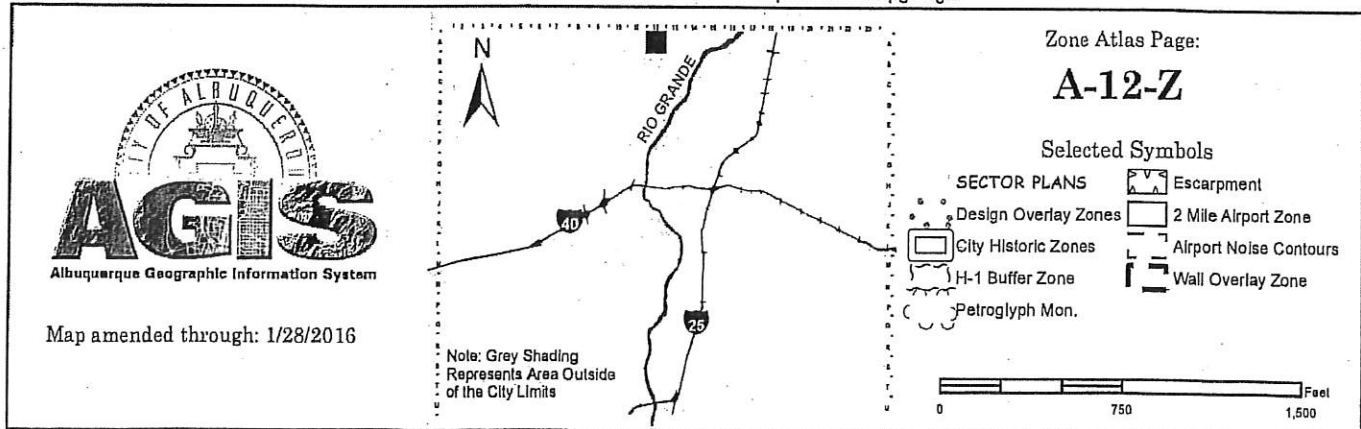 CITY OF ALBUQUERQUE
AGIS
Albuquerque Geographic Information System
Map amended through: 1/28/2016
N
RIO GRANDE
40
25
Note: Grey Shading
Represents Area Outside
of the City Limits
Zone Atlas Page:
A-12-Z
Selected Symbols
SECTOR PLANS
Escarpment
Design Overlay Zones
2 Mile Airport Zone
City Historic Zones
Airport Noise Contours
H-1 Buffer Zone
Wall Overlay Zone
Petroglyph Mon.
Feet
0 750 1,500